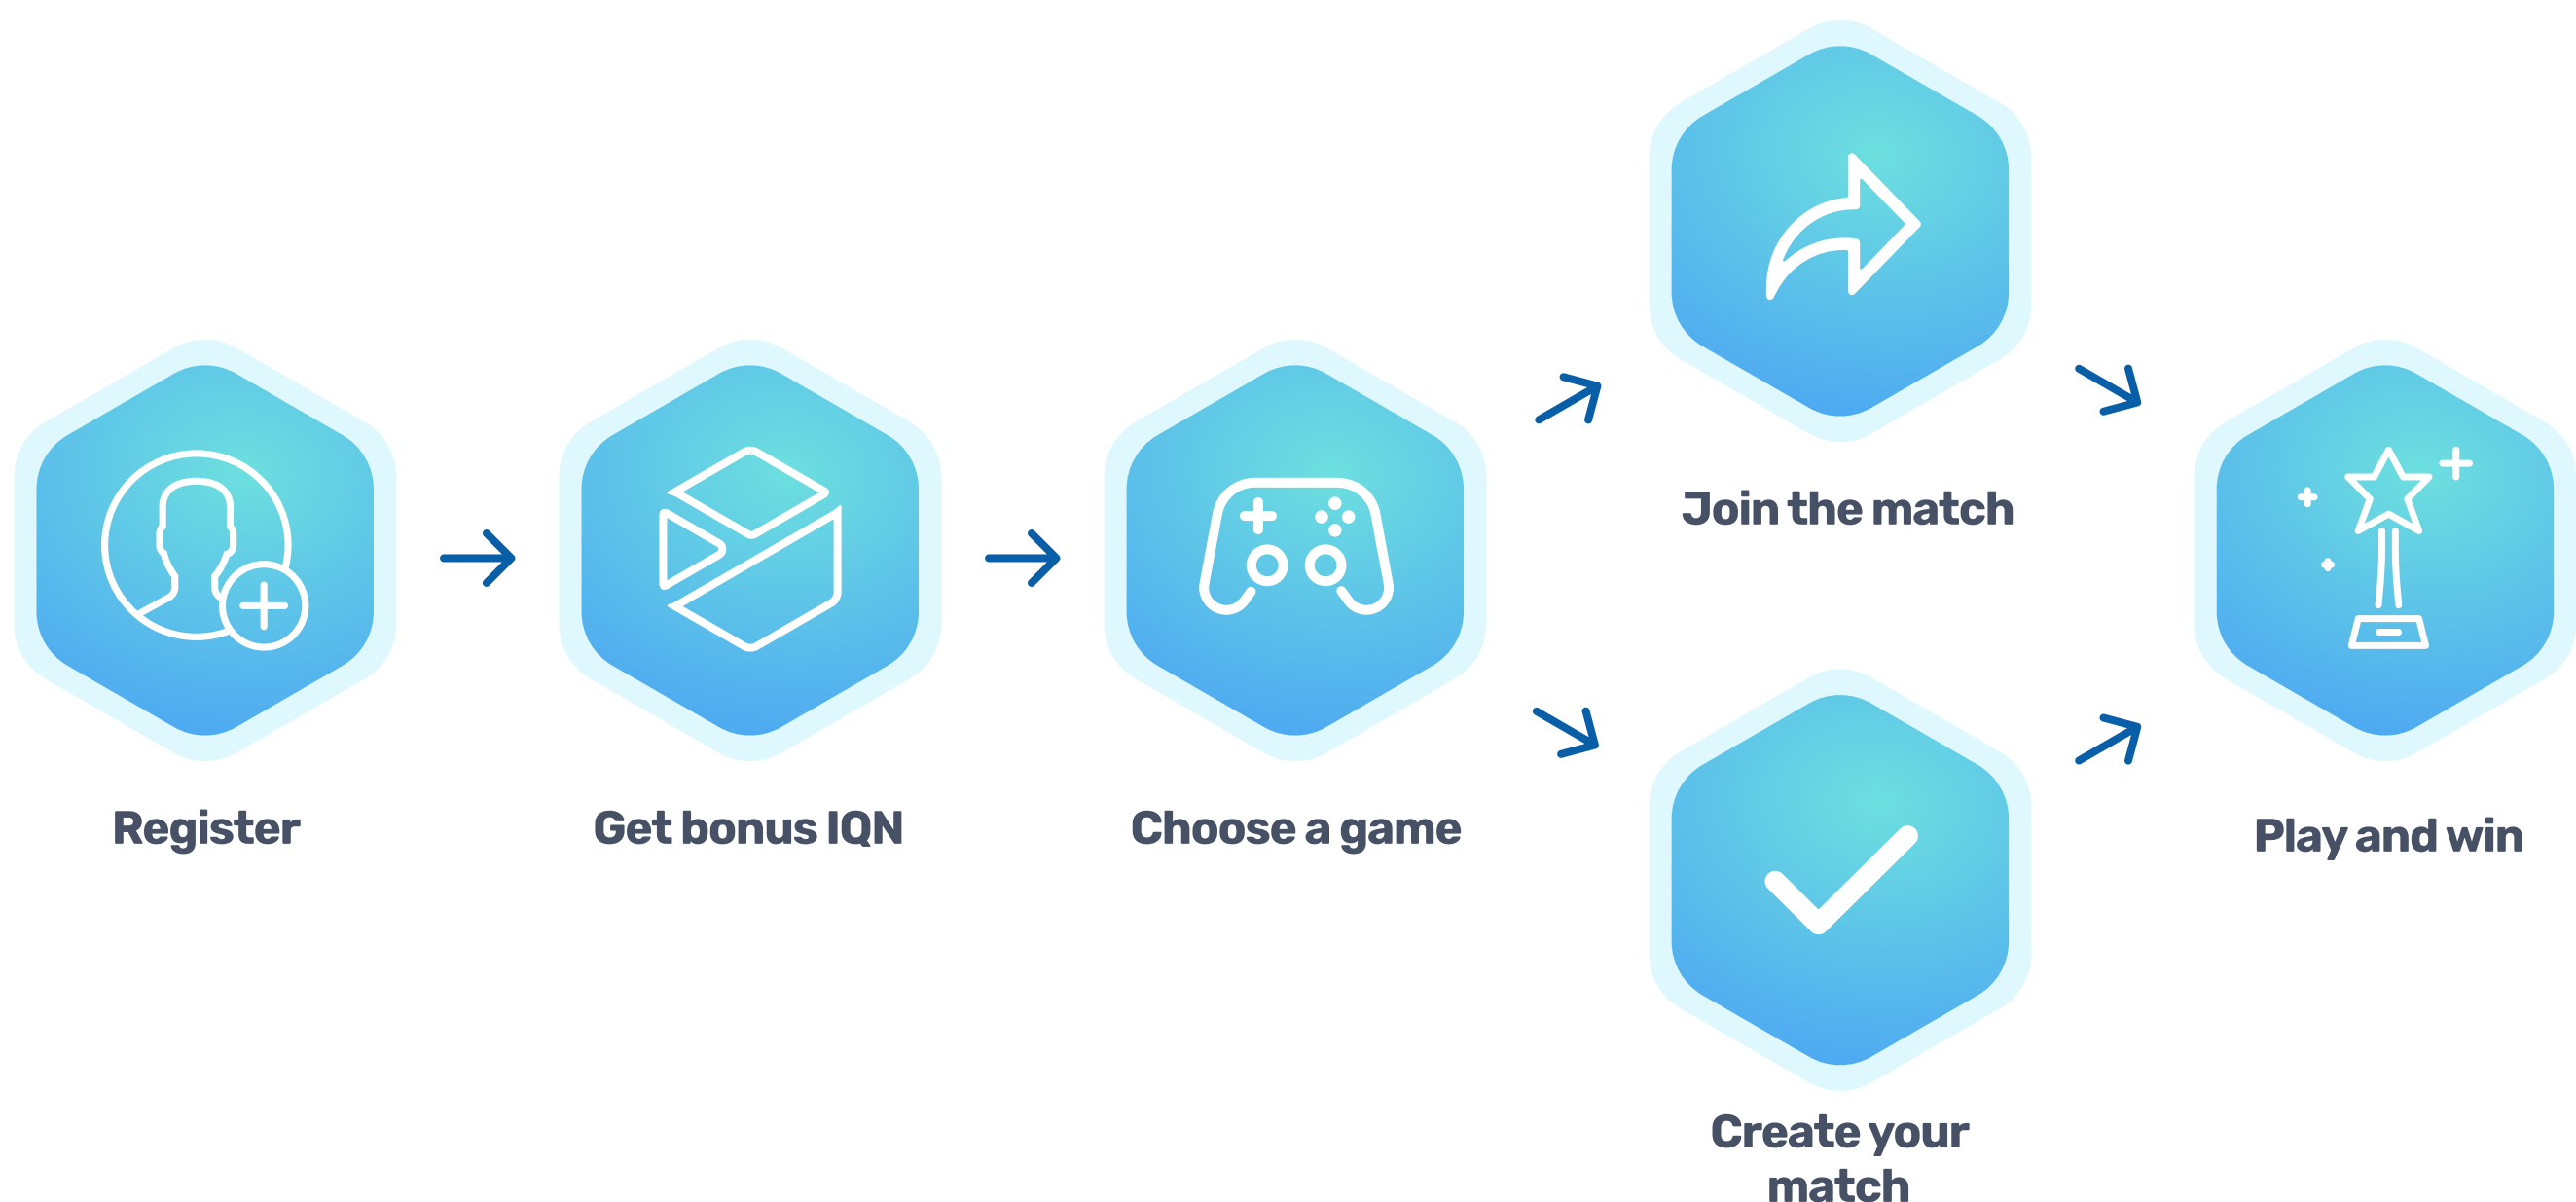 Register
Get bonus IQN
Choose a game
Join the match
Create your
match
Play and win